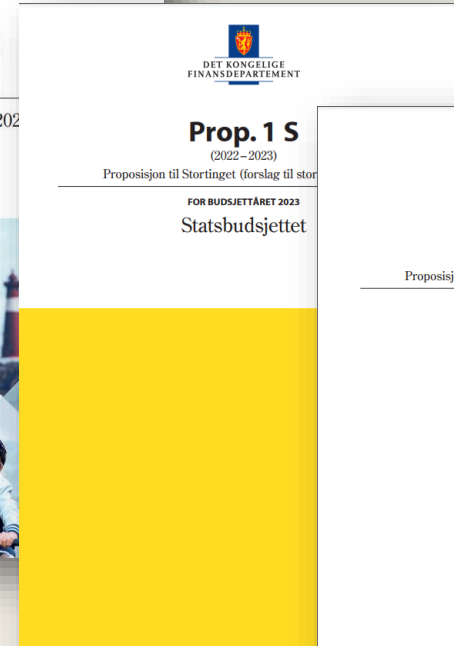 202
DET KONGELIGE
FINANSDEPARTEMENT
Prop. 1 S
(2022–2023)
Proposisjon til Stortinget (forslag til stor
FOR BUDSJETTÅRET 2023
Statsbudsjettet
Proposisj